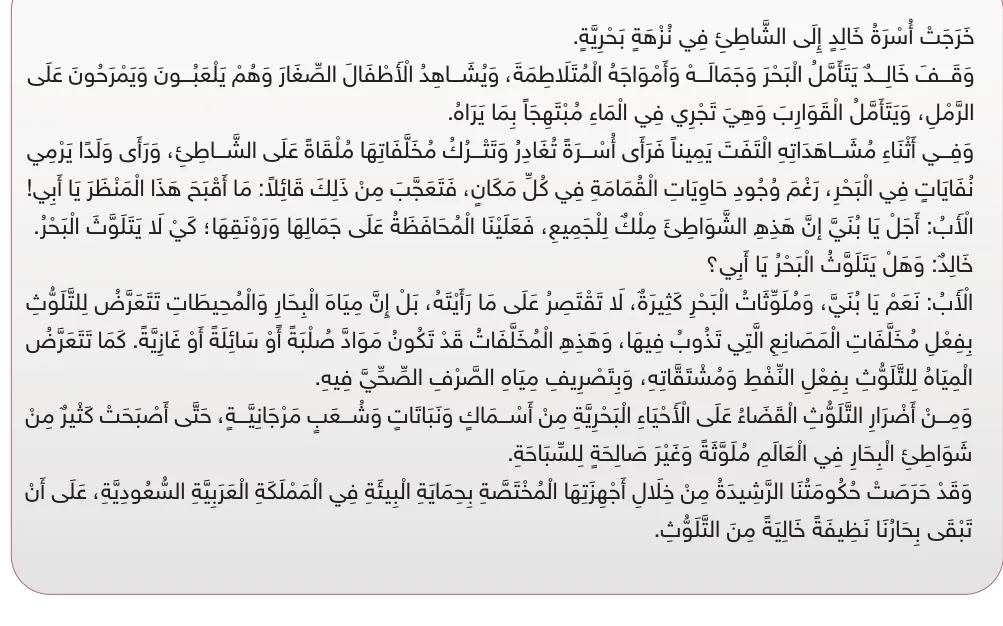 خَرَجَتْ أُسْرَةُ خَالِدٍ إِلَى الشَّاطِئِ فِي نُزْهَةٍ بَحْرِيَّةٍ.
وَقَـفَ خَالِـدٌ يَتَأَمَّلُ الْبَحْرَ وَجَمَالَـهُ وَأَمْوَاجَهُ الْمُتَلَاطِمَةَ، وَيُشَـاهِدُ الْأَطْفَالَ الصِّغَارَ وَهُمْ يَلْعَبُـونَ وَيَمْرَحُونَ عَلَى
الرَّمْلِ، وَيَتَأَمَّلُ الْقَوَارِبَ وَهِيَ تَجْرِي فِي الْمَاءِ مُبْتَهِجَاً بِمَا يَرَاهُ.
وَفِـي أَثْنَاءِ مُشَـاهَدَاتِهِ الْتَفَتَ يَمِيناً فَرَأَى أُسْـرَةً تُغَادِرُ وَتَتْـرُكُ مُخَلَّفَاتِهَا مُلْقَاةً عَلَى الشَّـاطِئِ، وَرَأَى وَلَدًا يَرْمِي
نُفَايَاتٍ فِي الْبَحْرِ، رَغْمَ وُجُودِ حَاوِيَاتِ الْقُمَامَةِ فِي كُلِّ مَكَانٍ، فَتَعَجَّبَ مِنْ ذَلِكَ قَائِلاً: مَا أَقْبَحَ هَذَا الْمَنْظَرَ يَا أَبِي!
الْأَبُ: أَجَلْ يَا بُنَيَّ إنَّ هَذِهِ الشَّوَاطِئَ مِلْكٌ لِلْجَمِيعِ، فَعَلَيْنَا الْمُحَافَظَةُ عَلَى جَمَالِهَا وَرَوْنَقِهَا؛ كَيْ لَا يَتَلَوَّثَ الْبَحْرُ.
خَالِدٌ: وَهَلْ يَتَلَوَّثُ الْبَحْرُ يَا أَبِي؟
الْأَبُ: نَعَمْ يَا بُنَيَّ، وَمُلَوِّثَاتُ الْبَحْرِ كَثِيرَةٌ، لَا تَقْتَصِرُ عَلَى مَا رَأَيْتَهُ، بَلْ إِنَّ مِيَاهَ الْبِحَارِ وَالْمُحِيطَاتِ تَتَعَرَّضُ لِلتَّلَوُّثِ
بِفِعْلِ مُخَلَّفَاتِ الْمَصَانِعِ الَّتِي تَذُوبُ فِيهَا، وَهَذِهِ الْمُخَلَّفَاتُ قَدْ تَكُونُ مَوَادَّ صُلْبَةً أَوْ سَائِلَةً أَوْ غَازِيَّةً. كَمَا تَتَعَرَّضُ
الْمِيَاهُ لِلتَّلَوُّثِ بِفِعْلِ النِّفْطِ وَمُشْتَقَّاتِهِ، وَبِتَصْرِيفِ مِيَاهِ الصَّرْفِ الصِّحِّيَّ فِيهِ.
وَمِـنْ أَضْرَارِ التَّلَوُّثِ الْقَضَاءُ عَلَى الْأَحْيَاءِ الْبَحْرِيَّةِ مِنْ أَسْـمَاكٍ وَنَبَاتَاتٍ وَشُـعَبٍ مَرْجَانِيَّـةٍ، حَتَّى أَصْبَحَتْ كَثُيرٌ مِنْ
شَوَاطِئِ الْبِحَارِ فِي الْعَالَمِ مُلَوَّثَةً وَغَيْرَ صَالِحَةٍ لِلسِّبَاحَةِ.
وَقَدْ حَرَصَتْ حُكُومَتُنَا الرَّشِيدَةُ مِنْ خِلَالِ أَجْهِزَتِهَا الْمُخْتَصَّةِ بِحِمَايَةِ الْبِيئَةِ فِي الْمَمْلَكَةِ الْعَرَبِيَّةِ السُّعُودِيَّةِ، عَلَى أَنْ
تَبْقَى بِحَارُنَا نَظِيفَةً خَالِيَةً مِنَ التَّلَوُّثِ.